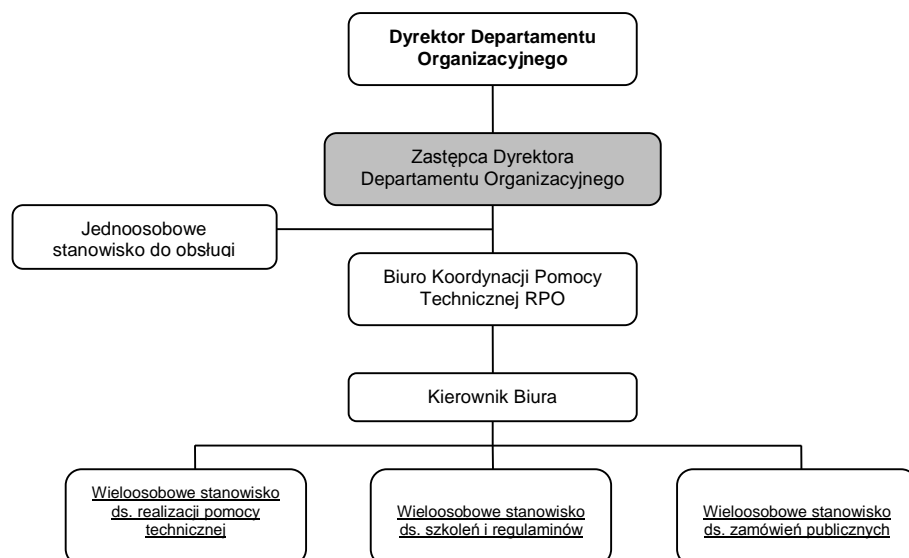 Dyrektor Departamentu
Organizacyjnego
Zastępca Dyrektora
Departamentu Organizacyjnego
Jednoosobowe
stanowisko do obsługi
Biuro Koordynacji Pomocy
Technicznej RPO
Kierownik Biura
Wieloosobowe stanowisko
ds. realizacji pomocy
technicznej
Wieloosobowe stanowisko
ds. szkoleń i regulaminów
Wieloosobowe stanowisko
ds. zamówień publicznych